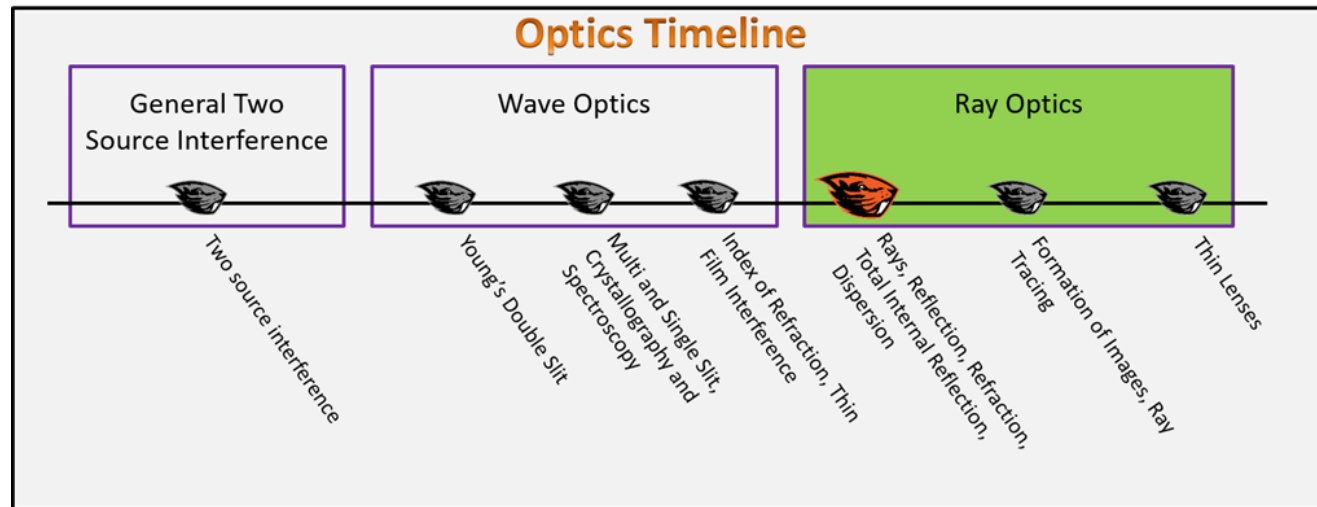 Optics Timeline
General Two
Source Interference
Wave Optics
Ray Optics
Two source interference
Young's Double Slit
Multi and Single Slit,
Crystallography and
Spectroscopy
Index of Refraction, Thin
Film Interference
Rays, Reflection, Refraction,
Total Internal Reflection,
Dispersion
Formation of Images, Ray
Tracing
Thin Lenses